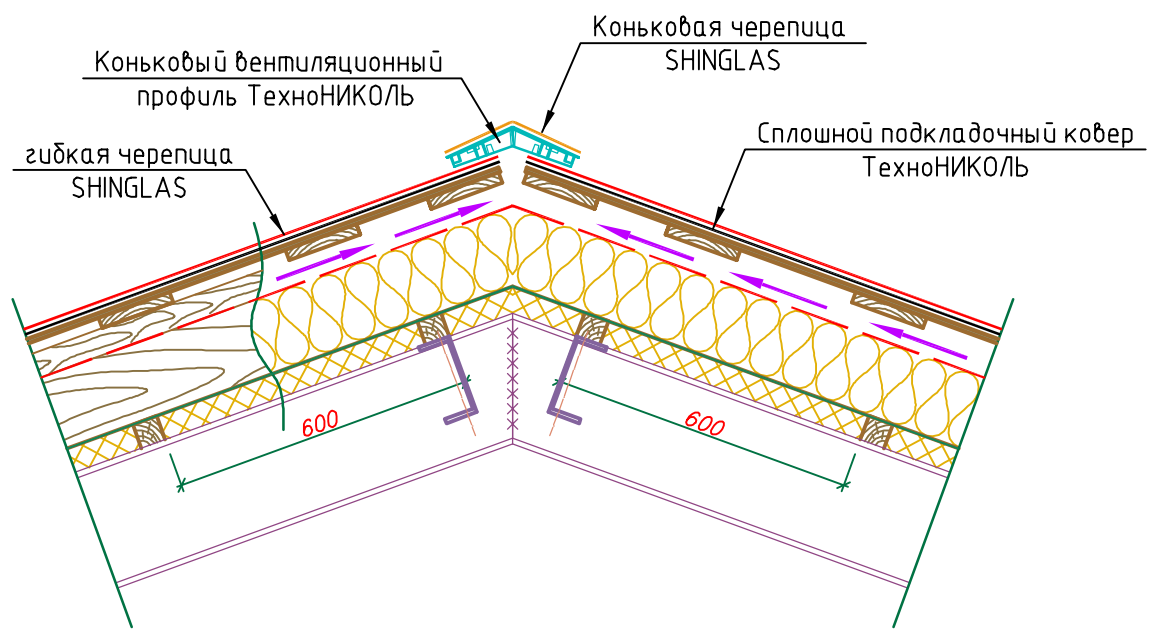 Коньковая черепица
SHINGLAS
Коньковый вентиляционный
профиль ТехноНИКОЛЬ
Сплошной подкладочный ковер
ТехноНИКОЛЬ
гибкая черепица
SHINGLAS
600
600